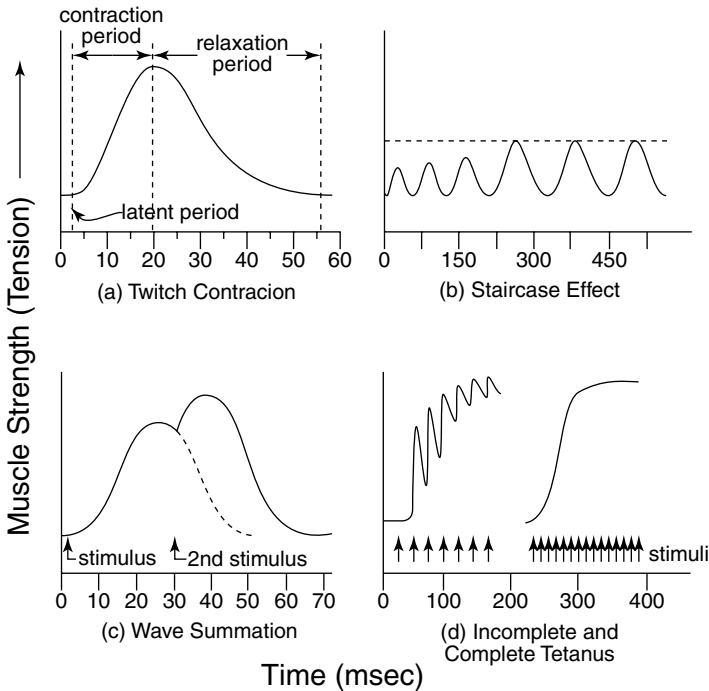 Muscle Strength (Tension)
contraction
period
relaxation
period
latent period
0 10 20 30 40 50 60
(a) Twitch Contracion
0 150 300 450
(b) Staircase Effect
stimulus
2nd stimulus
0 10 20 30 40 50 60 70
(c) Wave Summation
stimuli
0 100 200 300 400
(d) Incomplete and
Complete Tetanus
Time (msec)